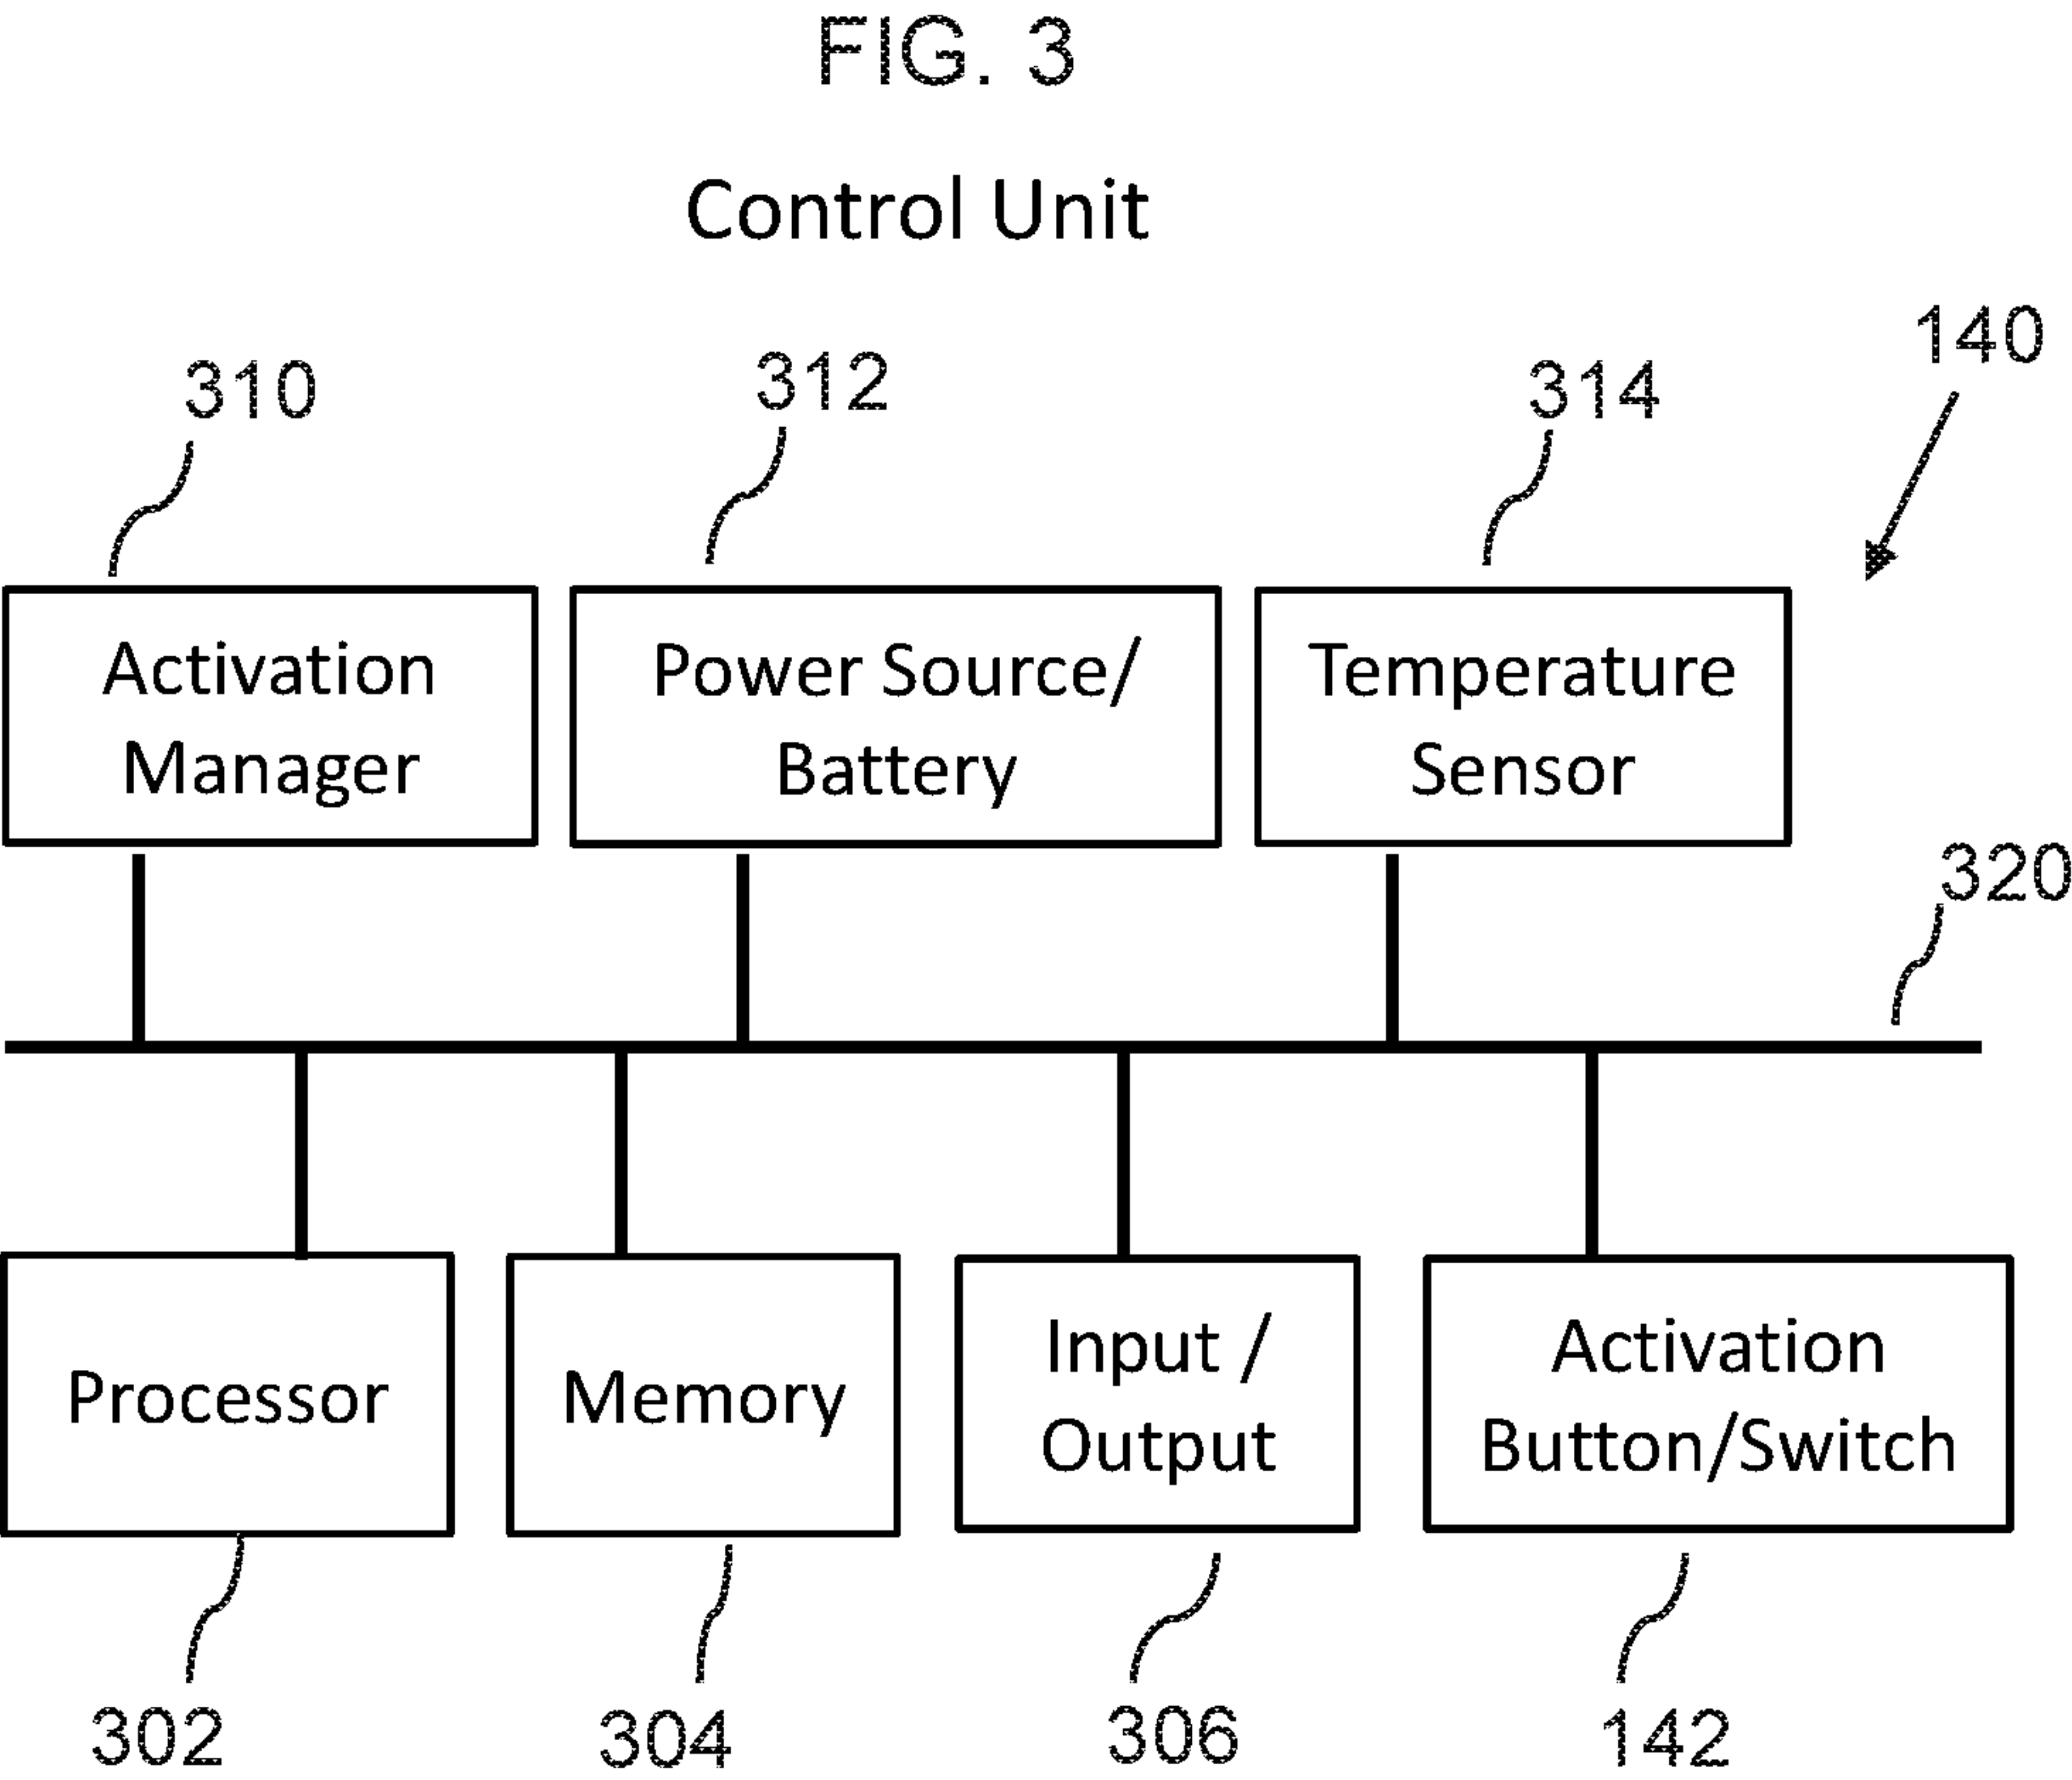 FIG. 3
Control Unit
140
310
312
314
Activation
Manager
Power Source/
Battery
Temperature
Sensor
320
Processor
Memory
Input /
Output
Activation
Button/Switch
302
304
306
142